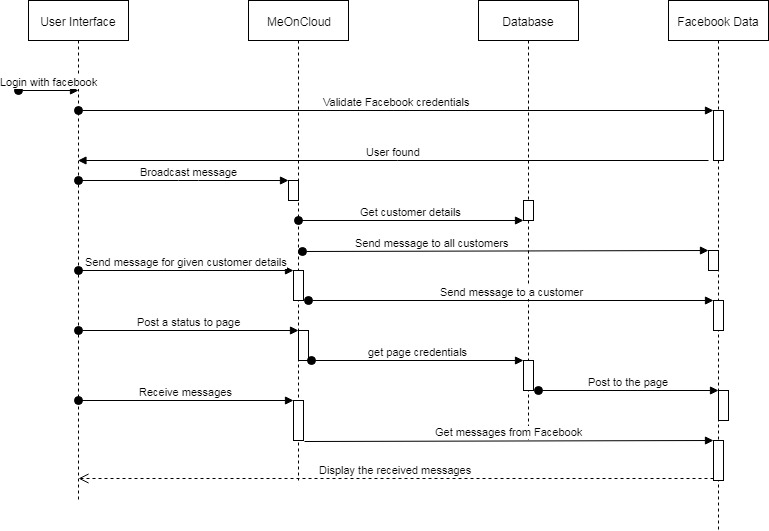 User Interface
MeOnCloud
Database
Facebook Data
Login with facebook
Validate Facebook credentials
User found
Broadcast message
Get customer details
Send message to all customers
Send message for given customer details
Send message to a customer
Post a status to page
get page credentials
Post to the page
Receive messages
Get messages from Facebook
Display the received messages